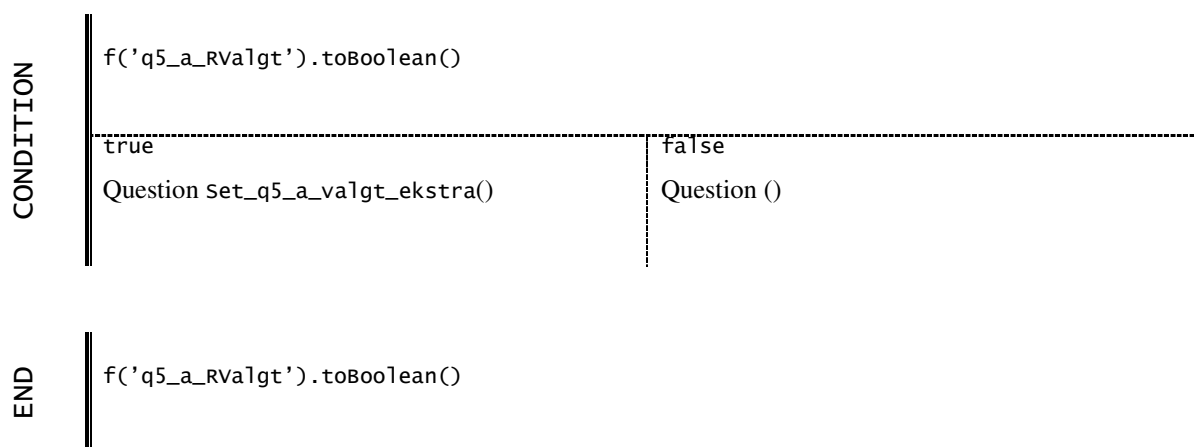 CONDITION
f('q5_a_RValgt').toBoolean()
true
Question Set_q5_a_valgt_ekstra()
false
Question ()
END
f('q5_a_RValgt').toBoolean()